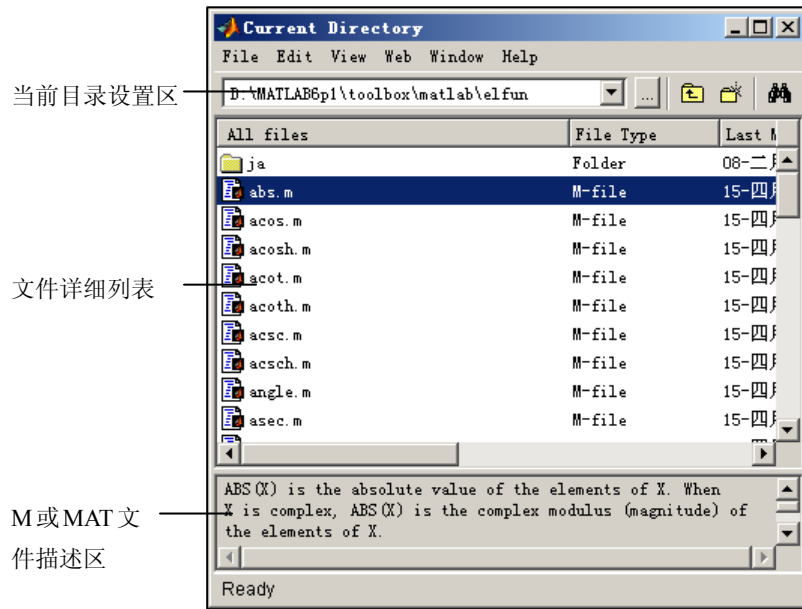 Current Directory
File Edit View Web Window Help
当前目录设置区
D:\MATLAB6p1\toolbox\matlab\elfun
...
All files File Type Last M
ja Folder 08-二月
abs.m M-file 15-四月
acos.m M-file 15-四月
acosh.m M-file 15-四月
文件详细列表
acot.m M-file 15-四月
acoth.m M-file 15-四月
acsc.m M-file 15-四月
acsch.m M-file 15-四月
angle.m M-file 15-四月
asec.m M-file 15-四月
M或MAT文
件描述区
ABS(X) is the absolute value of the elements of X. When
X is complex, ABS(X) is the complex modulus (magnitude) of
the elements of X.
Ready